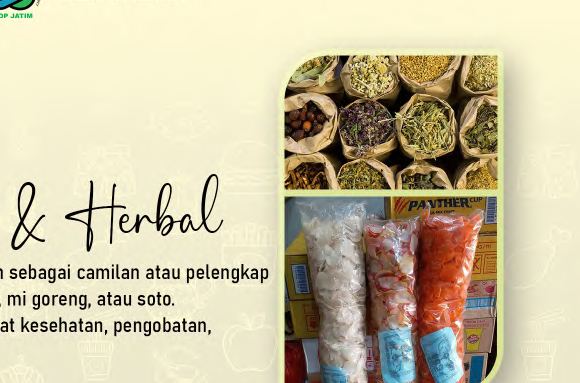 OP JATIM
& Herbal
sebagai camilan atau pelengkap
, mi goreng, atau soto.
at kesehatan, pengobatan,
PANTHER CUP